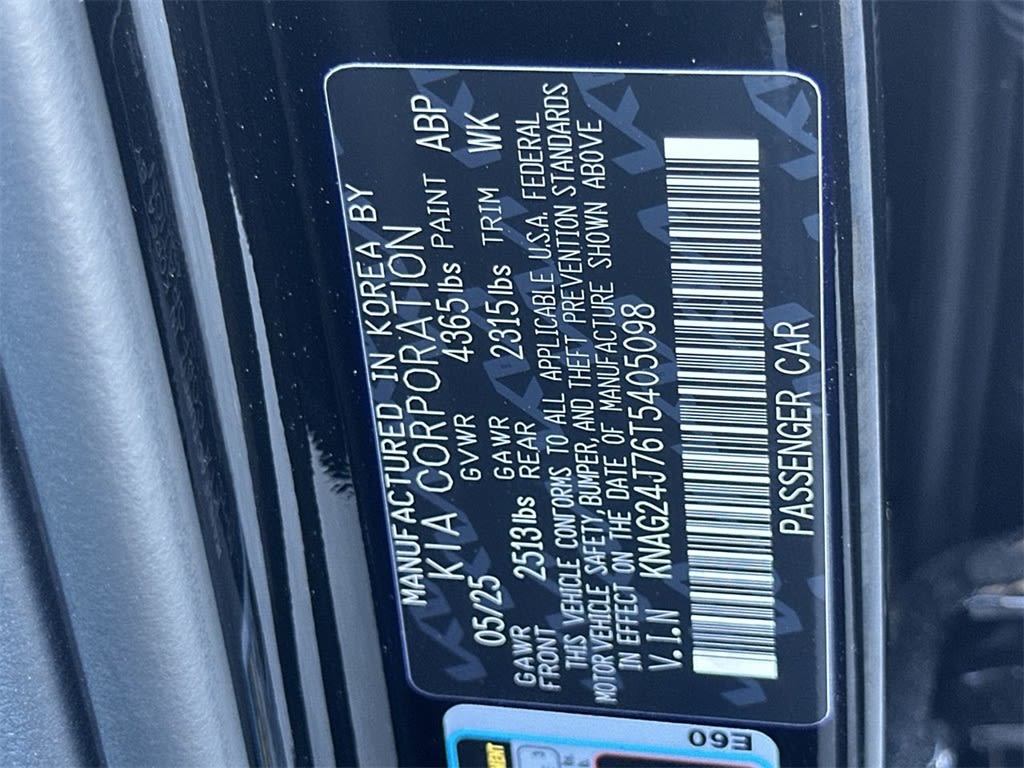 MANUFACTURED IN KOREA BY
KIA CORPORATION
05/25 GVWR 4365lbs PAINT ABP
GAWR FRONT 2513lbs GAWR REAR 2315lbs TRIM WK
THIS VEHICLE CONFORMS TO ALL APPLICABLE U.S.A. FEDERAL
MOTOR VEHICLE SAFETY, BUMPER, AND THEFT PREVENTION STANDARDS
IN EFFECT ON THE DATE OF MANUFACTURE SHOWN ABOVE
V.I.N KNAG24J76T5405098
PASSENGER CAR
E60